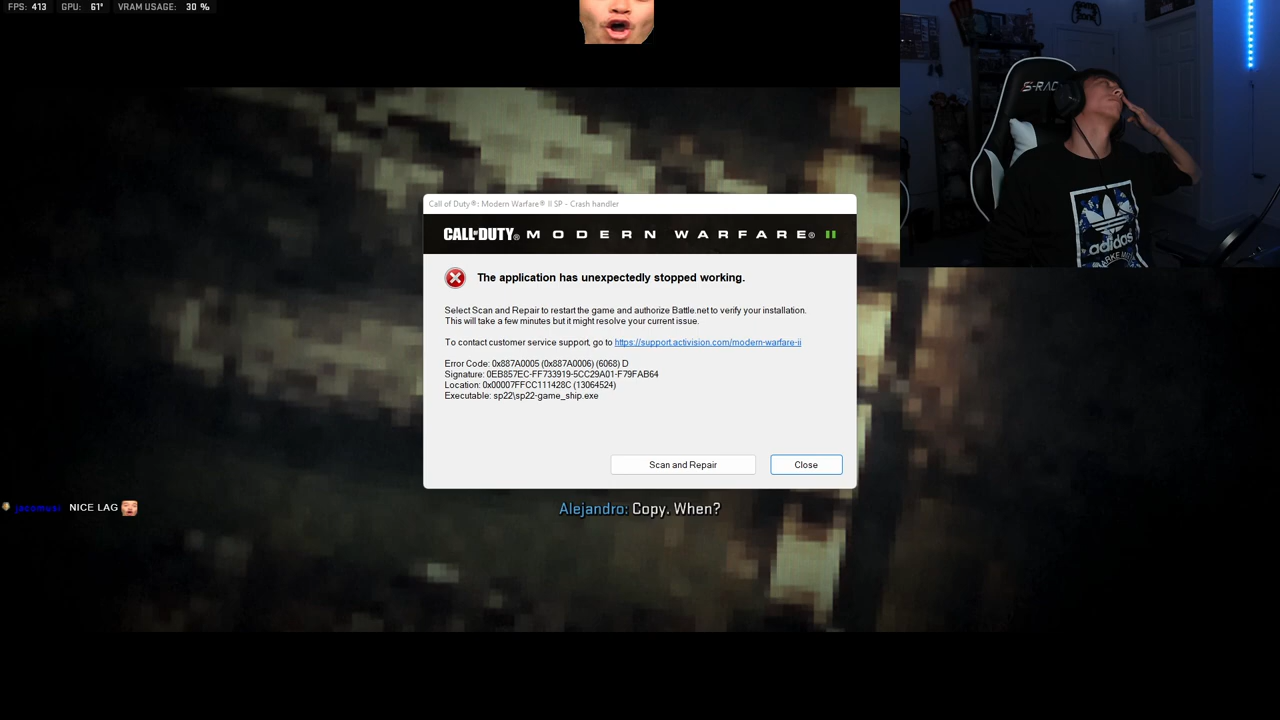 FPS: 413 GPU: 61° VRAM USAGE: 30 %
S-RAC
adidas
Call of Duty®: Modern Warfare® II SP - Crash handler
CALL OF DUTY® MODERN WARFARE® II
The application has unexpectedly stopped working.
Select Scan and Repair to restart the game and authorize Battle.net to verify your installation.
This will take a few minutes but it might resolve your current issue.
To contact customer service support, go to https://support.activision.com/modern-warfare-ii
Error Code: 0x887A0005 (0x887A0006) (6068) D
Signature: 0EB857EC-FF733919-5CC29A01-F79FAB64
Location: 0x00007FFCC111428C (13064524)
Executable: sp22\sp22-game_ship.exe
Scan and Repair Close
NICE LAG
Alejandro: Copy. When?